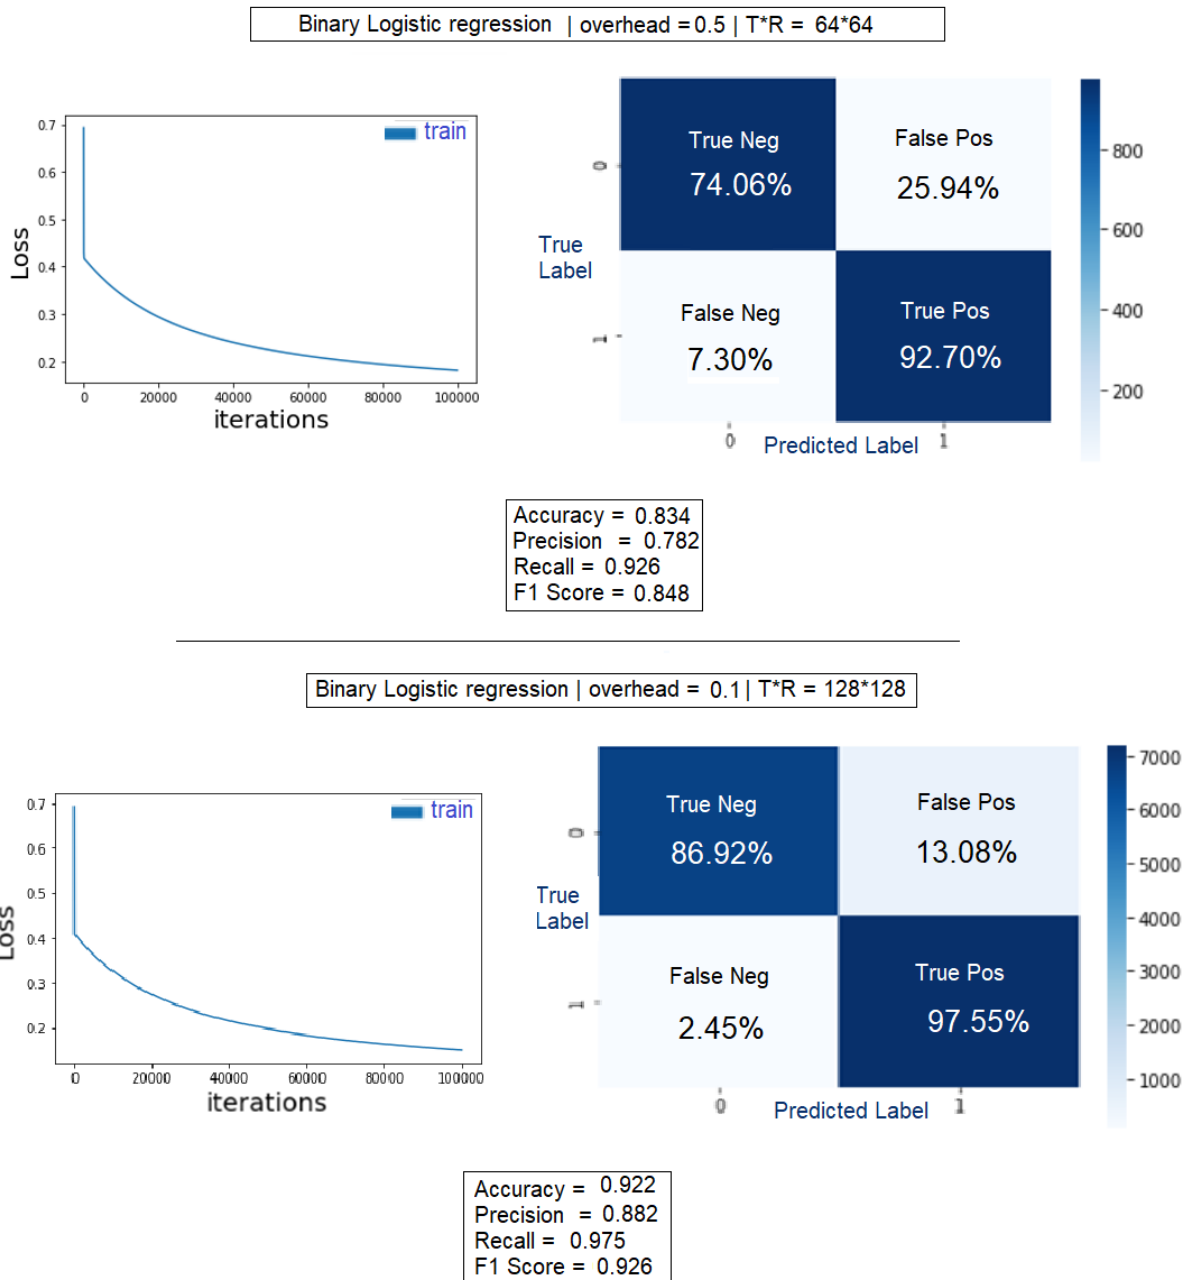 Binary Logistic regression | overhead = 0.5 | T*R = 64*64
0.7
0.6
0.5
0.4
0.3
0.2
Loss
train
0 20000 40000 60000 80000 100000
iterations
True Neg
74.06%
False Pos
25.94%
False Neg
7.30%
True Pos
92.70%
0
1
True
Label
0
1
Predicted Label
800
600
400
200
Accuracy = 0.834
Precision = 0.782
Recall = 0.926
F1 Score = 0.848
Binary Logistic regression | overhead = 0.1 | T*R = 128*128
0.7
0.6
0.5
0.4
0.3
0.2
Loss
train
0 20000 40000 60000 80000 100000
iterations
True Neg
86.92%
False Pos
13.08%
False Neg
2.45%
True Pos
97.55%
0
1
True
Label
0
1
Predicted Label
7000
6000
5000
4000
3000
2000
1000
Accuracy = 0.922
Precision = 0.882
Recall = 0.975
F1 Score = 0.926